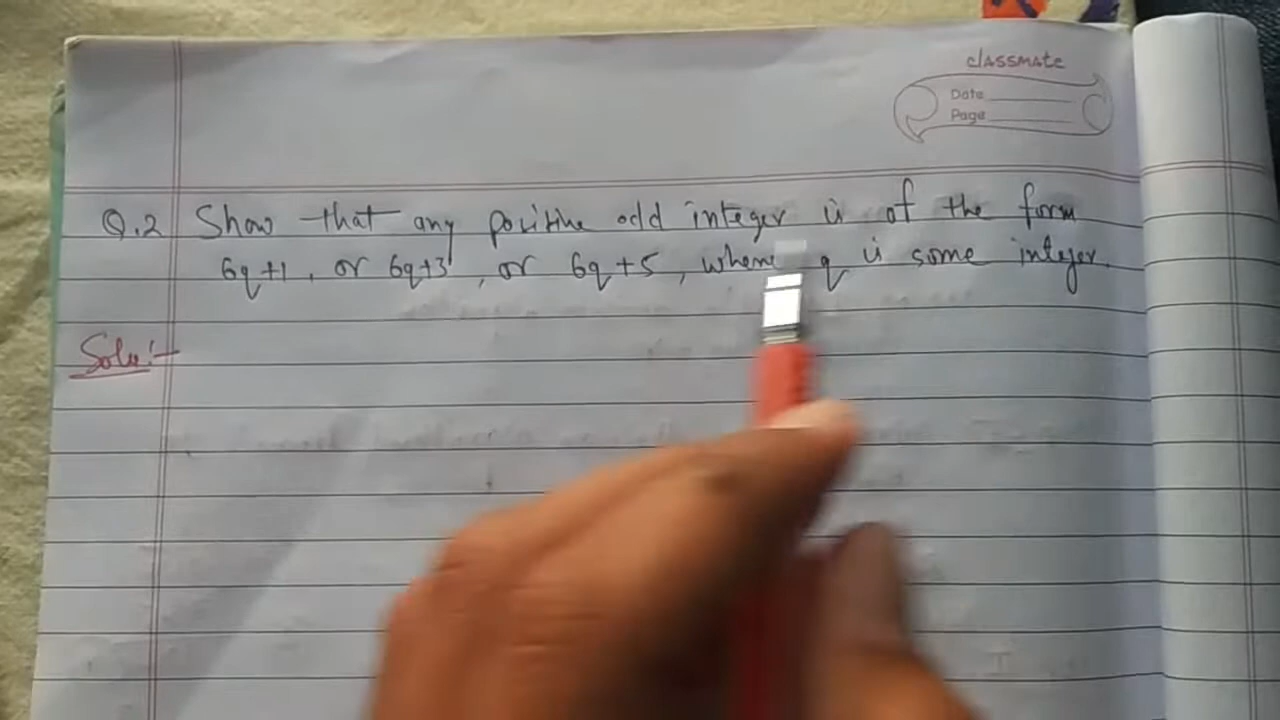 classmate
Date
Page
Q.2 Show that any positive odd integer is of the form
6q+1, or 6q+3, or 6q+5, where q is some integer.
Solu:-